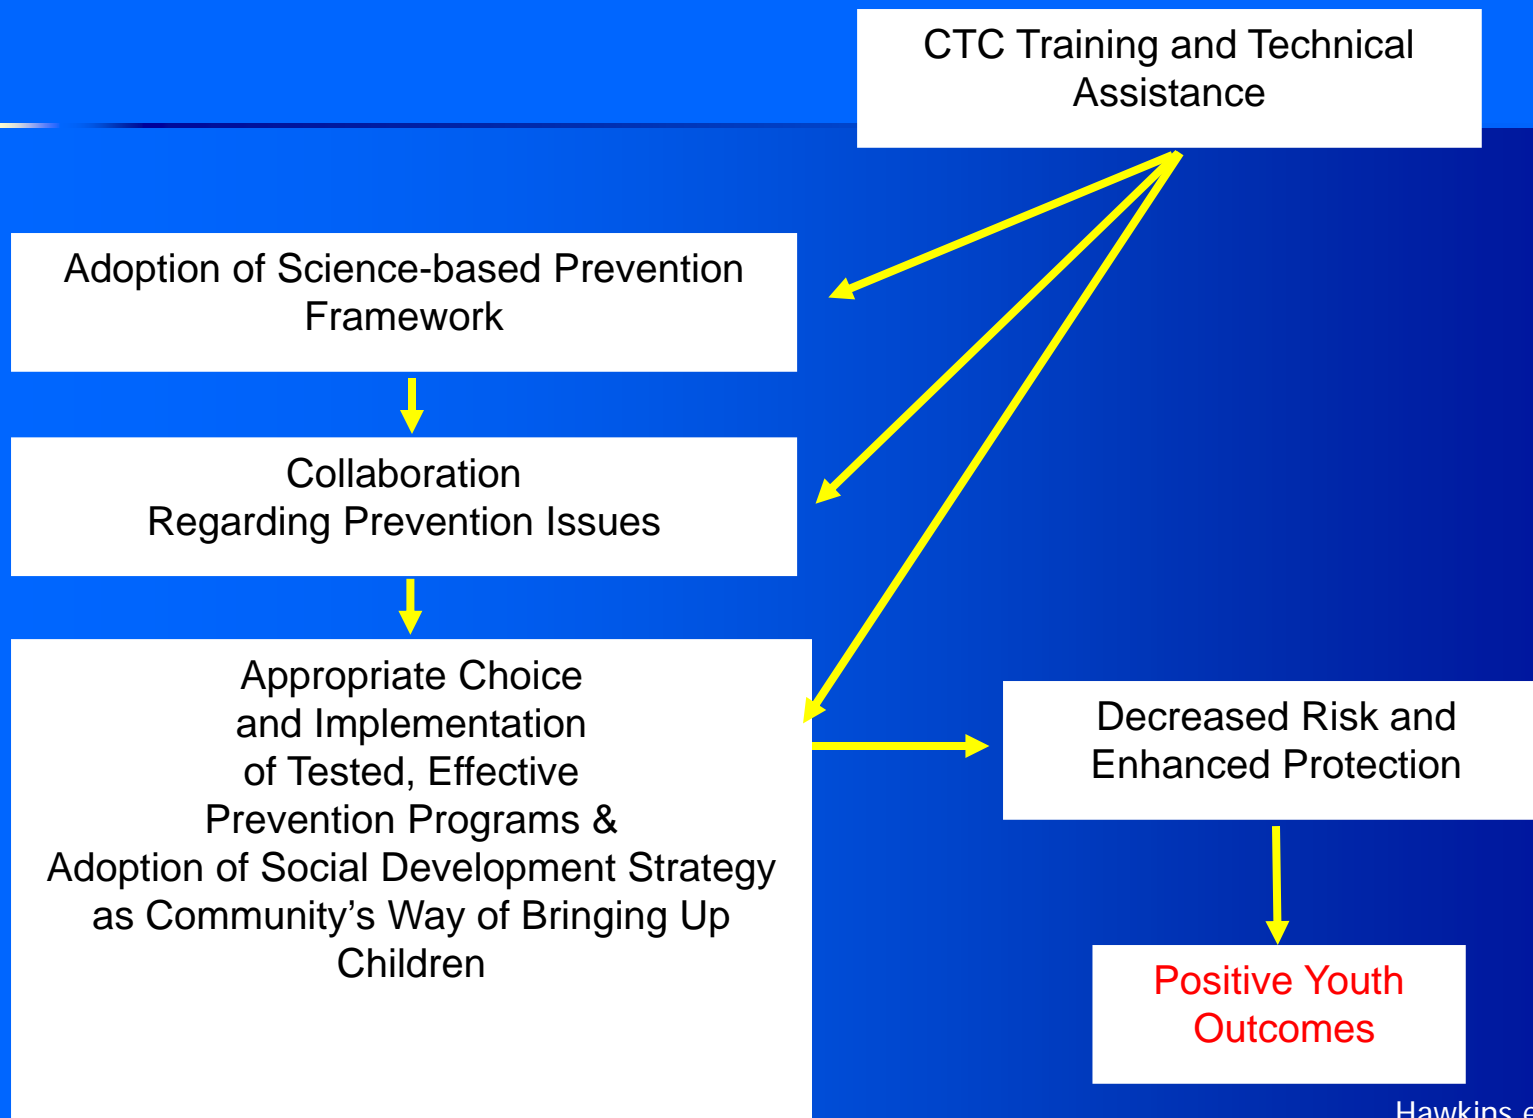 CTC Training and Technical
Assistance
Adoption of Science-based Prevention
Framework
Collaboration
Regarding Prevention Issues
Appropriate Choice
and Implementation
of Tested, Effective
Prevention Programs &
Adoption of Social Development Strategy
as Community’s Way of Bringing Up
Children
Decreased Risk and
Enhanced Protection
Positive Youth
Outcomes
Hawkins